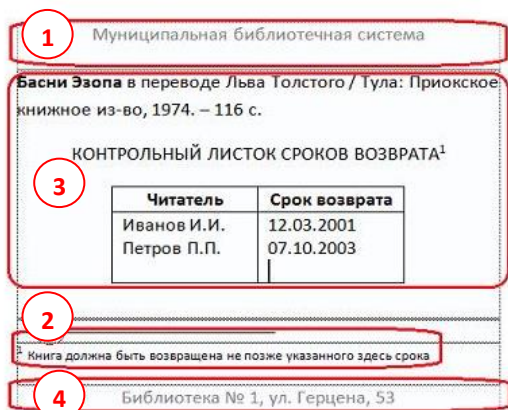 1
Муниципальная библиотечная система
Басни Эзопа в переводе Льва Толстого / Тула: Приокское
книжное из-во, 1974. – 116 с.
КОНТРОЛЬНЫЙ ЛИСТОК СРОКОВ ВОЗВРАТА¹
3
Читатель Срок возврата
Иванов И.И. 12.03.2001
Петров П.П. 07.10.2003
2
¹ Книга должна быть возвращена не позже указанного здесь срока
4
Библиотека № 1, ул. Герцена, 53